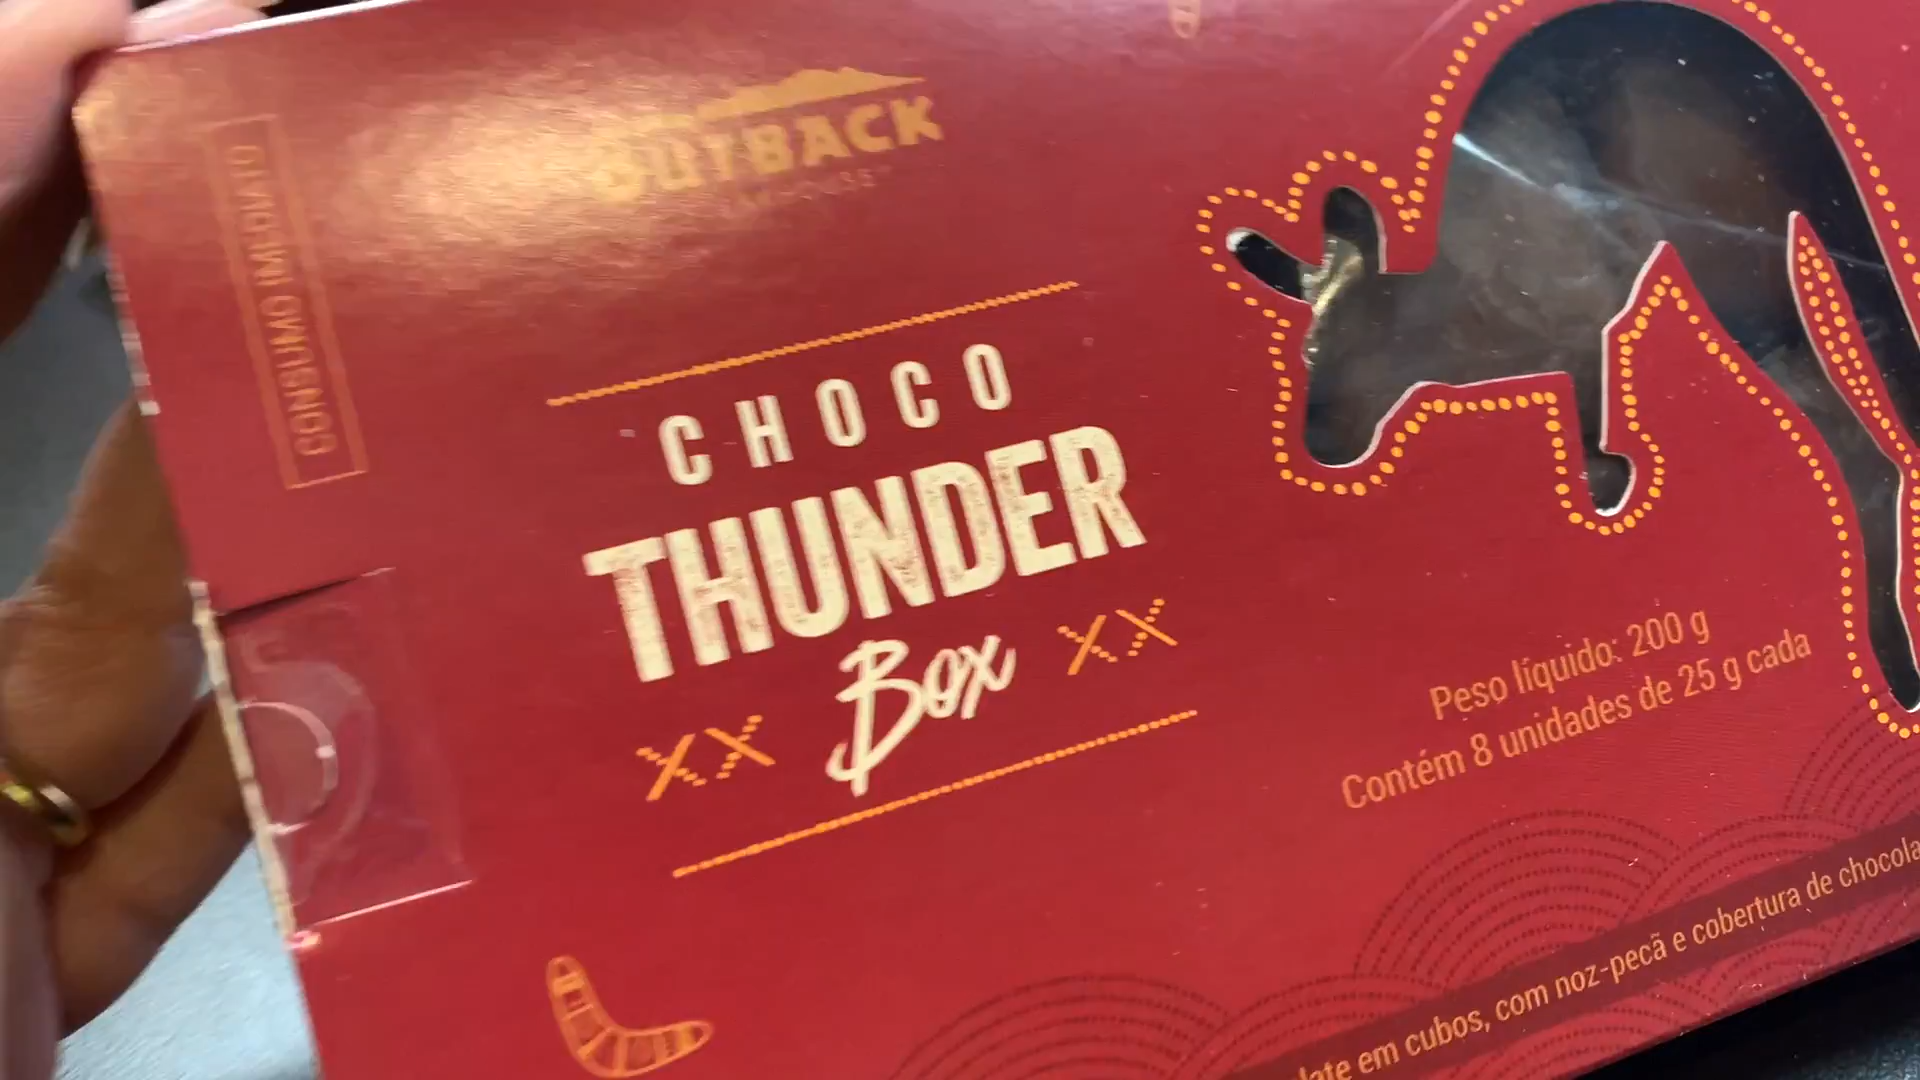 CONSUMO IMEDIATO
OUTBACK
CHOCO
THUNDER
Box
Peso líquido: 200 g
Contém 8 unidades de 25 g cada
em cubos, com noz-pecã e cobertura de